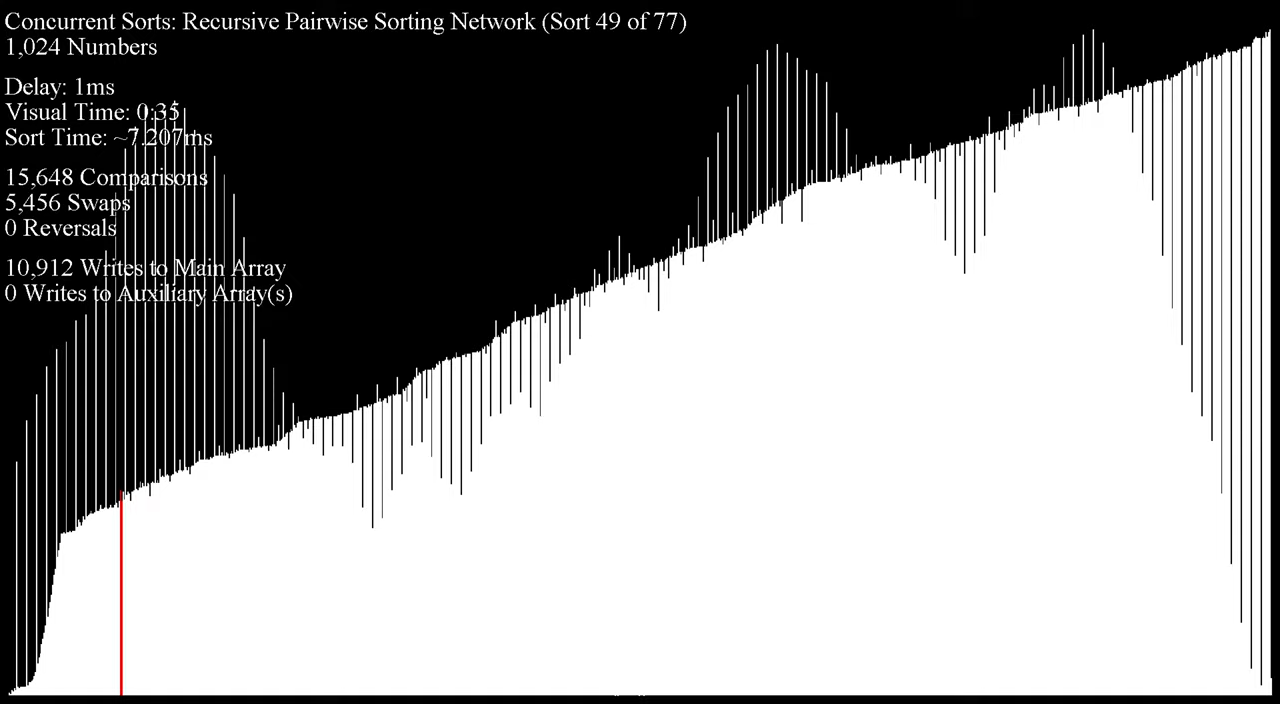 Concurrent Sorts: Recursive Pairwise Sorting Network (Sort 49 of 77)
1,024 Numbers
Delay: 1ms
Visual Time: 0:35
Sort Time: ~7.207ms
15,648 Comparisons
5,456 Swaps
0 Reversals
10,912 Writes to Main Array
0 Writes to Auxiliary Array(s)